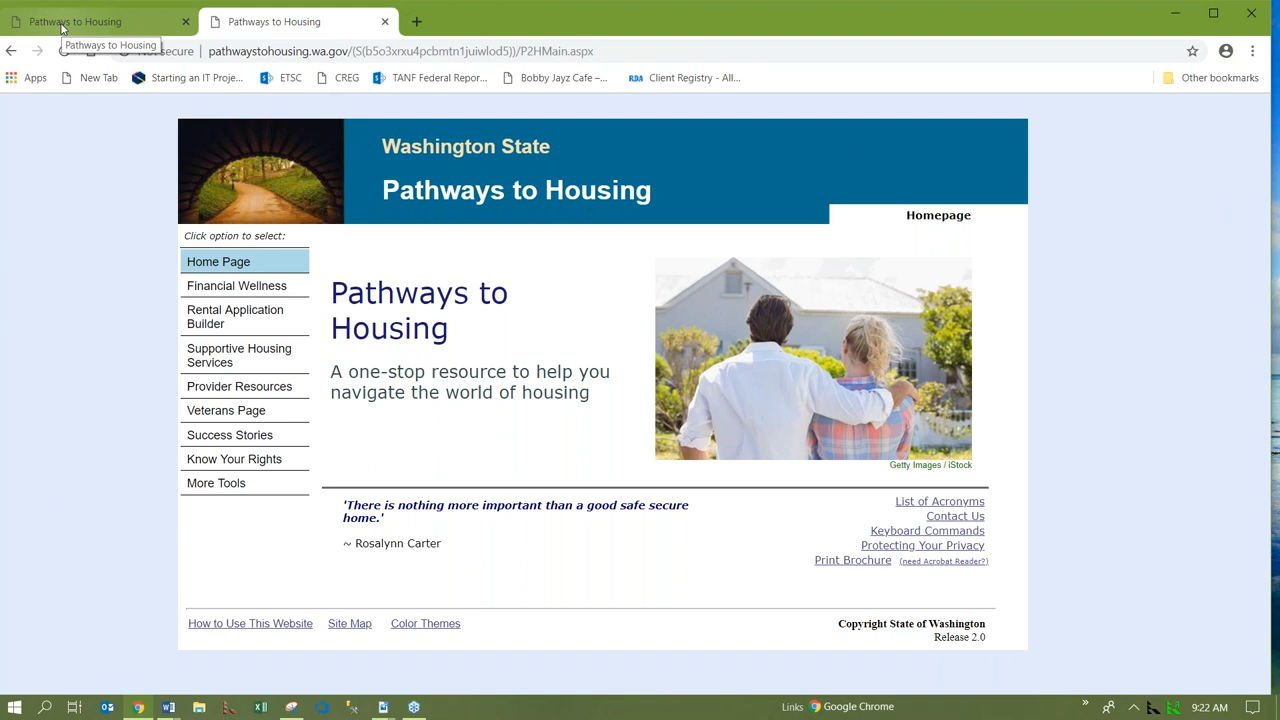 Pathways to Housing
Pathways to Housing
Pathways to Housing
Not Secure | pathwaystohousing.wa.gov/(S(b5o3xrxu4pcbmtn1juiwlod5))/P2HMain.aspx
Apps New Tab Starting an IT Proje... ETSC CREG TANF Federal Repor... Bobby Jayz Cafe –... RDA Client Registry - All... Other bookmarks
Washington State
Pathways to Housing
Homepage
Click option to select:
Home Page
Financial Wellness
Rental Application
Builder
Supportive Housing
Services
Provider Resources
Veterans Page
Success Stories
Know Your Rights
More Tools
Pathways to
Housing
A one-stop resource to help you
navigate the world of housing
Getty Images / iStock
'There is nothing more important than a good safe secure
home.'
~ Rosalynn Carter
List of Acronyms
Contact Us
Keyboard Commands
Protecting Your Privacy
Print Brochure (need Acrobat Reader?)
How to Use This Website Site Map Color Themes
Copyright State of Washington
Release 2.0
Links Google Chrome 9:22 AM